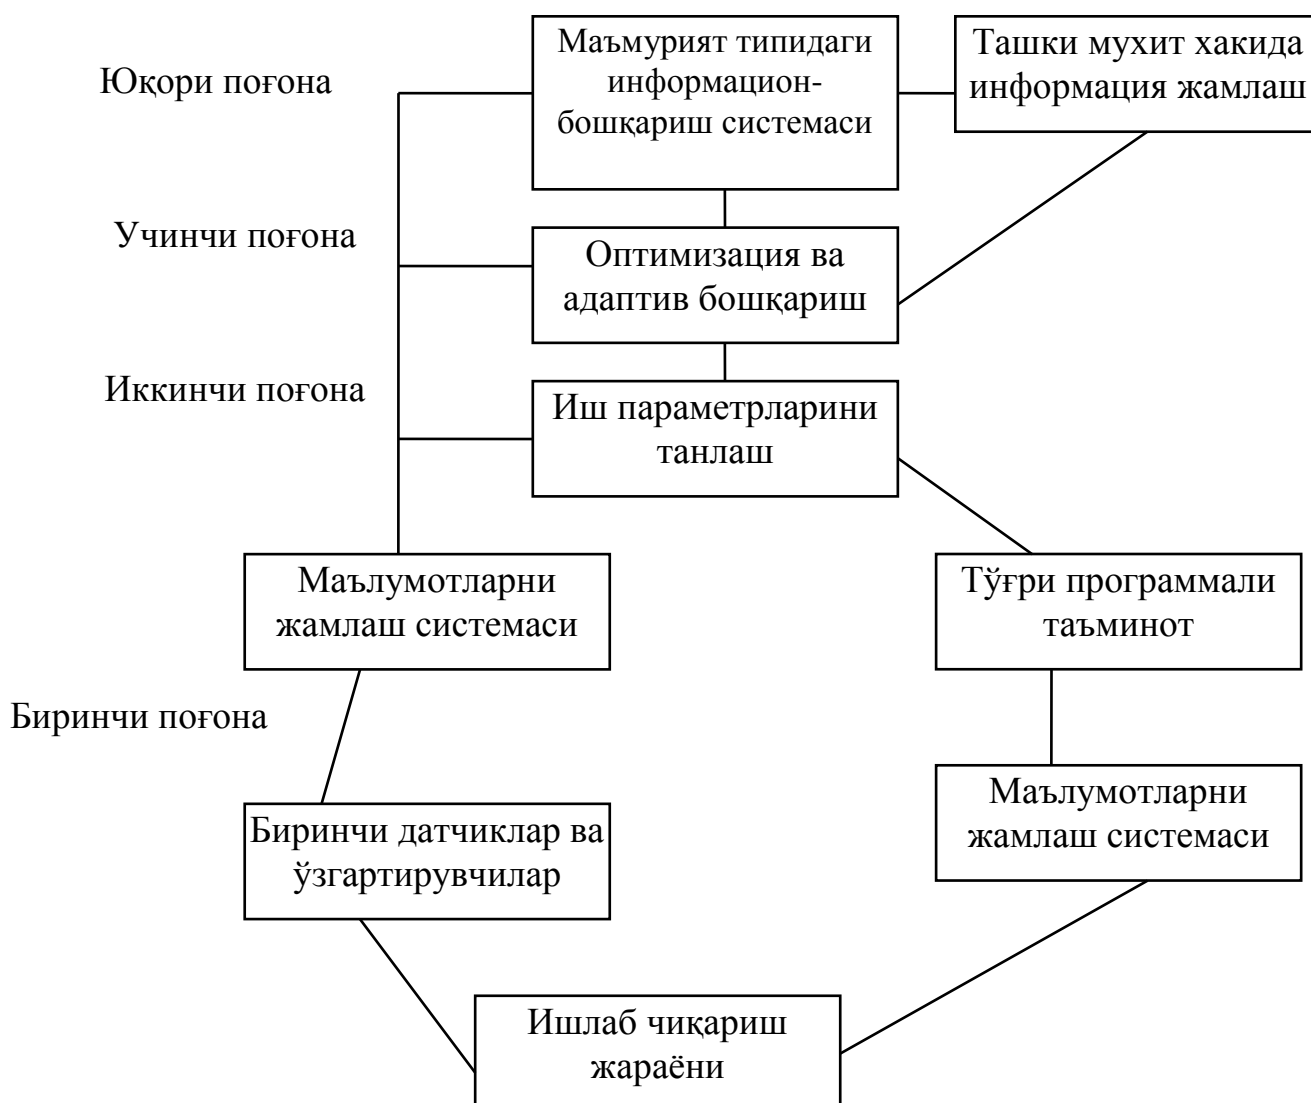 Юқори поғона
Маъмурият типидаги
информацион-
бошқариш системаси
Ташки мухит хакида
информация жамлаш
Учинчи поғона
Оптимизация ва
адаптив бошқариш
Иккинчи поғона
Иш параметрларини
танлаш
Маълумотларни
жамлаш системаси
Тўғри программали
таъминот
Биринчи поғона
Маълумотларни
жамлаш системаси
Биринчи датчиклар ва
ўзгартирувчилар
Ишлаб чиқариш
жараёни